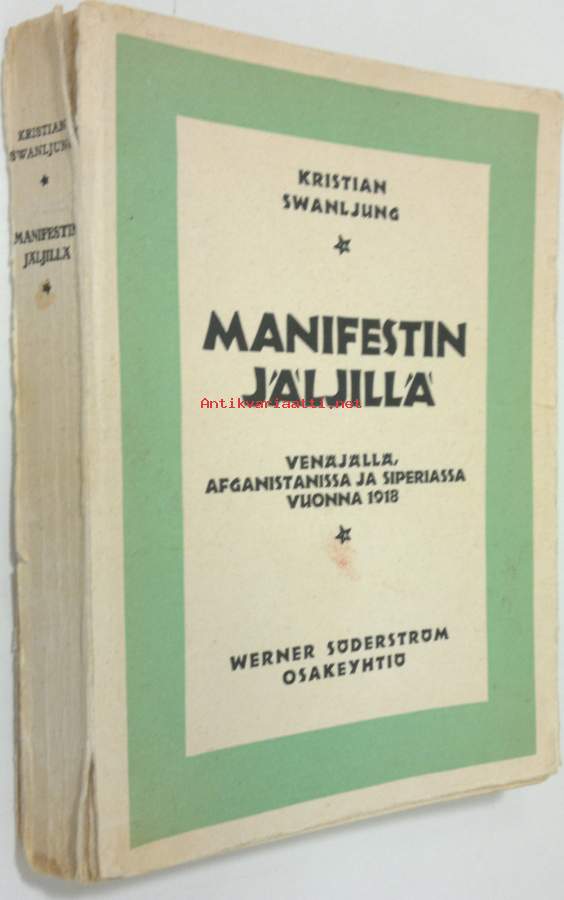 KRISTIAN
SWANLJUNG
MANIFESTIN
JÄLJILLÄ
KRISTIAN
SWANLJUNG
MANIFESTIN
JÄLJILLÄ
Antikvariaatti.net
VENÄJÄLLÄ,
AFGANISTANISSA JA SIPERIASSA
VUONNA 1918
WERNER SÖDERSTRÖM
OSAKEYHTIÖ